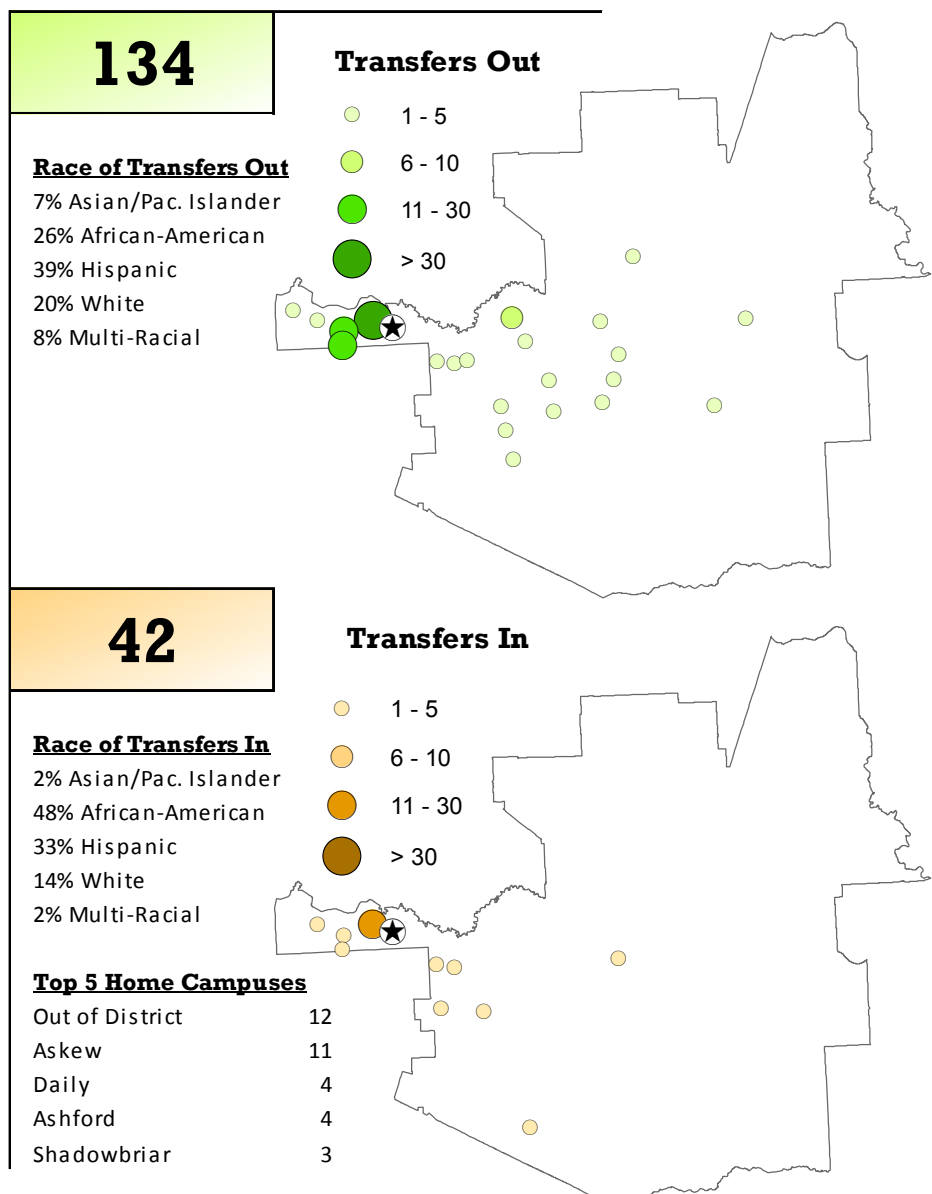 134
Transfers Out
1 - 5
6 - 10
11 - 30
> 30
Race of Transfers Out
7% Asian/Pac. Islander
26% African-American
39% Hispanic
20% White
8% Multi-Racial
42
Transfers In
1 - 5
6 - 10
11 - 30
> 30
Race of Transfers In
2% Asian/Pac. Islander
48% African-American
33% Hispanic
14% White
2% Multi-Racial
Top 5 Home Campuses
Out of District 12
Askew 11
Daily 4
Ashford 4
Shadowbriar 3